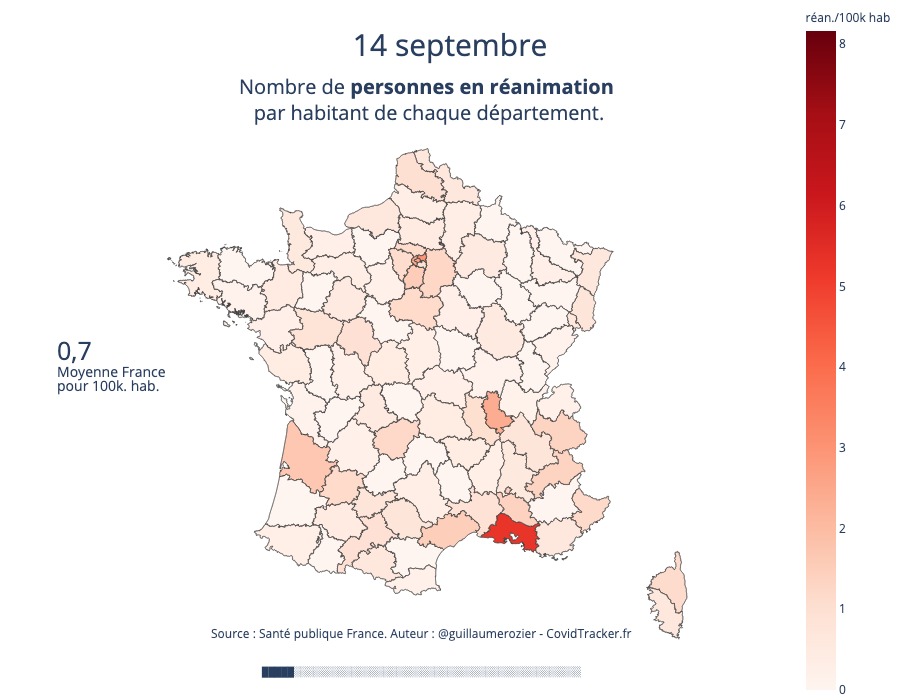 réan./100k hab
14 septembre
Nombre de personnes en réanimation
par habitant de chaque département.
8
7
6
5
4
3
2
1
0
0,7
Moyenne France
pour 100k. hab.
Source : Santé publique France. Auteur : @guillaumerozier - CovidTracker.fr